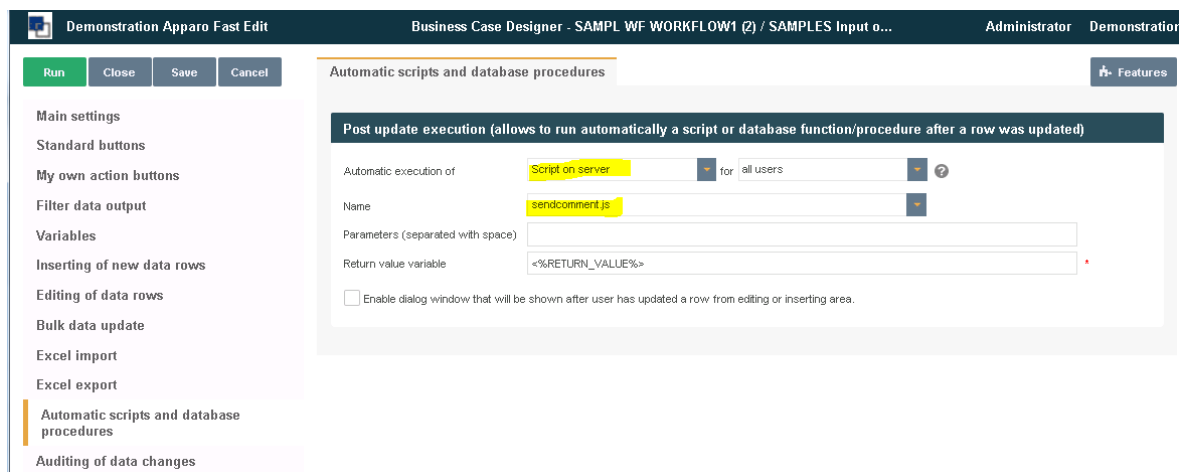 Demonstration Apparo Fast Edit
Business Case Designer - SAMPL WF WORKFLOW1 (2) / SAMPLES Input o...
Administrator
Demonstration
Run
Close
Save
Cancel
Automatic scripts and database procedures
Features
Main settings
Standard buttons
My own action buttons
Filter data output
Variables
Inserting of new data rows
Editing of data rows
Bulk data update
Excel import
Excel export
Automatic scripts and database
procedures
Auditing of data changes
Post update execution (allows to run automatically a script or database function/procedure after a row was updated)
Automatic execution of
Script on server
for
all users
?
Name
sendcomment.js
Parameters (separated with space)
Return value variable
<%RETURN_VALUE%>
*
Enable dialog window that will be shown after user has updated a row from editing or inserting area.